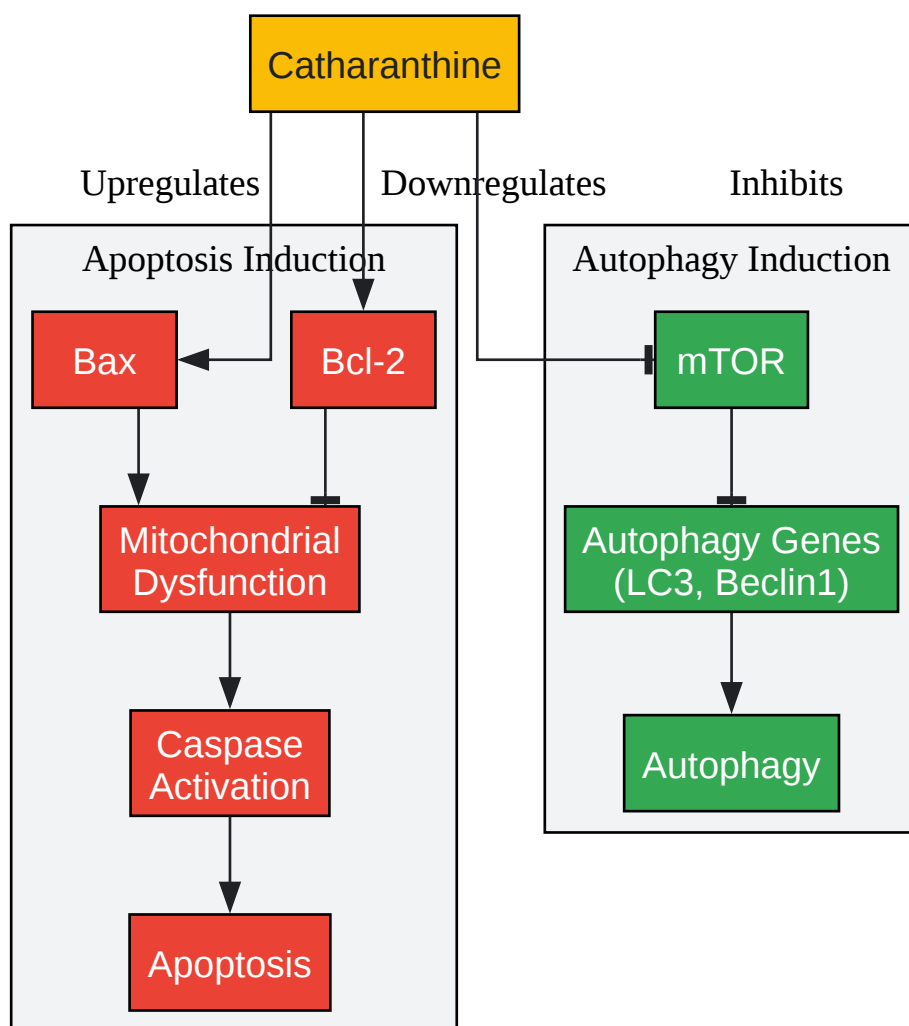 Catharanthine
Upregulates
Downregulates
Inhibits
Apoptosis Induction
Autophagy Induction
Bax
Bcl-2
mTOR
Mitochondrial
Dysfunction
Autophagy Genes
(LC3, Beclin1)
Caspase
Activation
Autophagy
Apoptosis